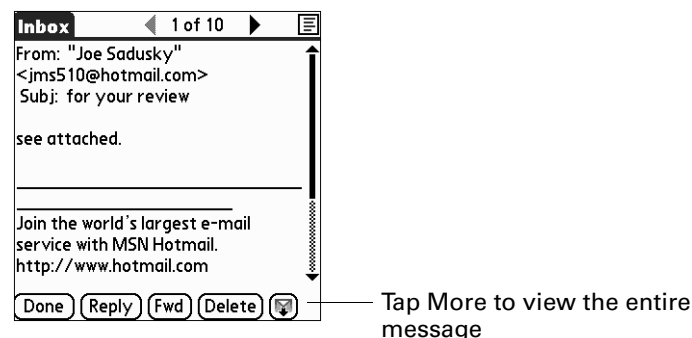 Inbox
1 of 10
From: "Joe Sadusky"
<jms510@hotmail.com>
Subj: for your review
see attached.
Join the world's largest e-mail
service with MSN Hotmail.
http://www.hotmail.com
Done Reply Fwd Delete
Tap More to view the entire
message